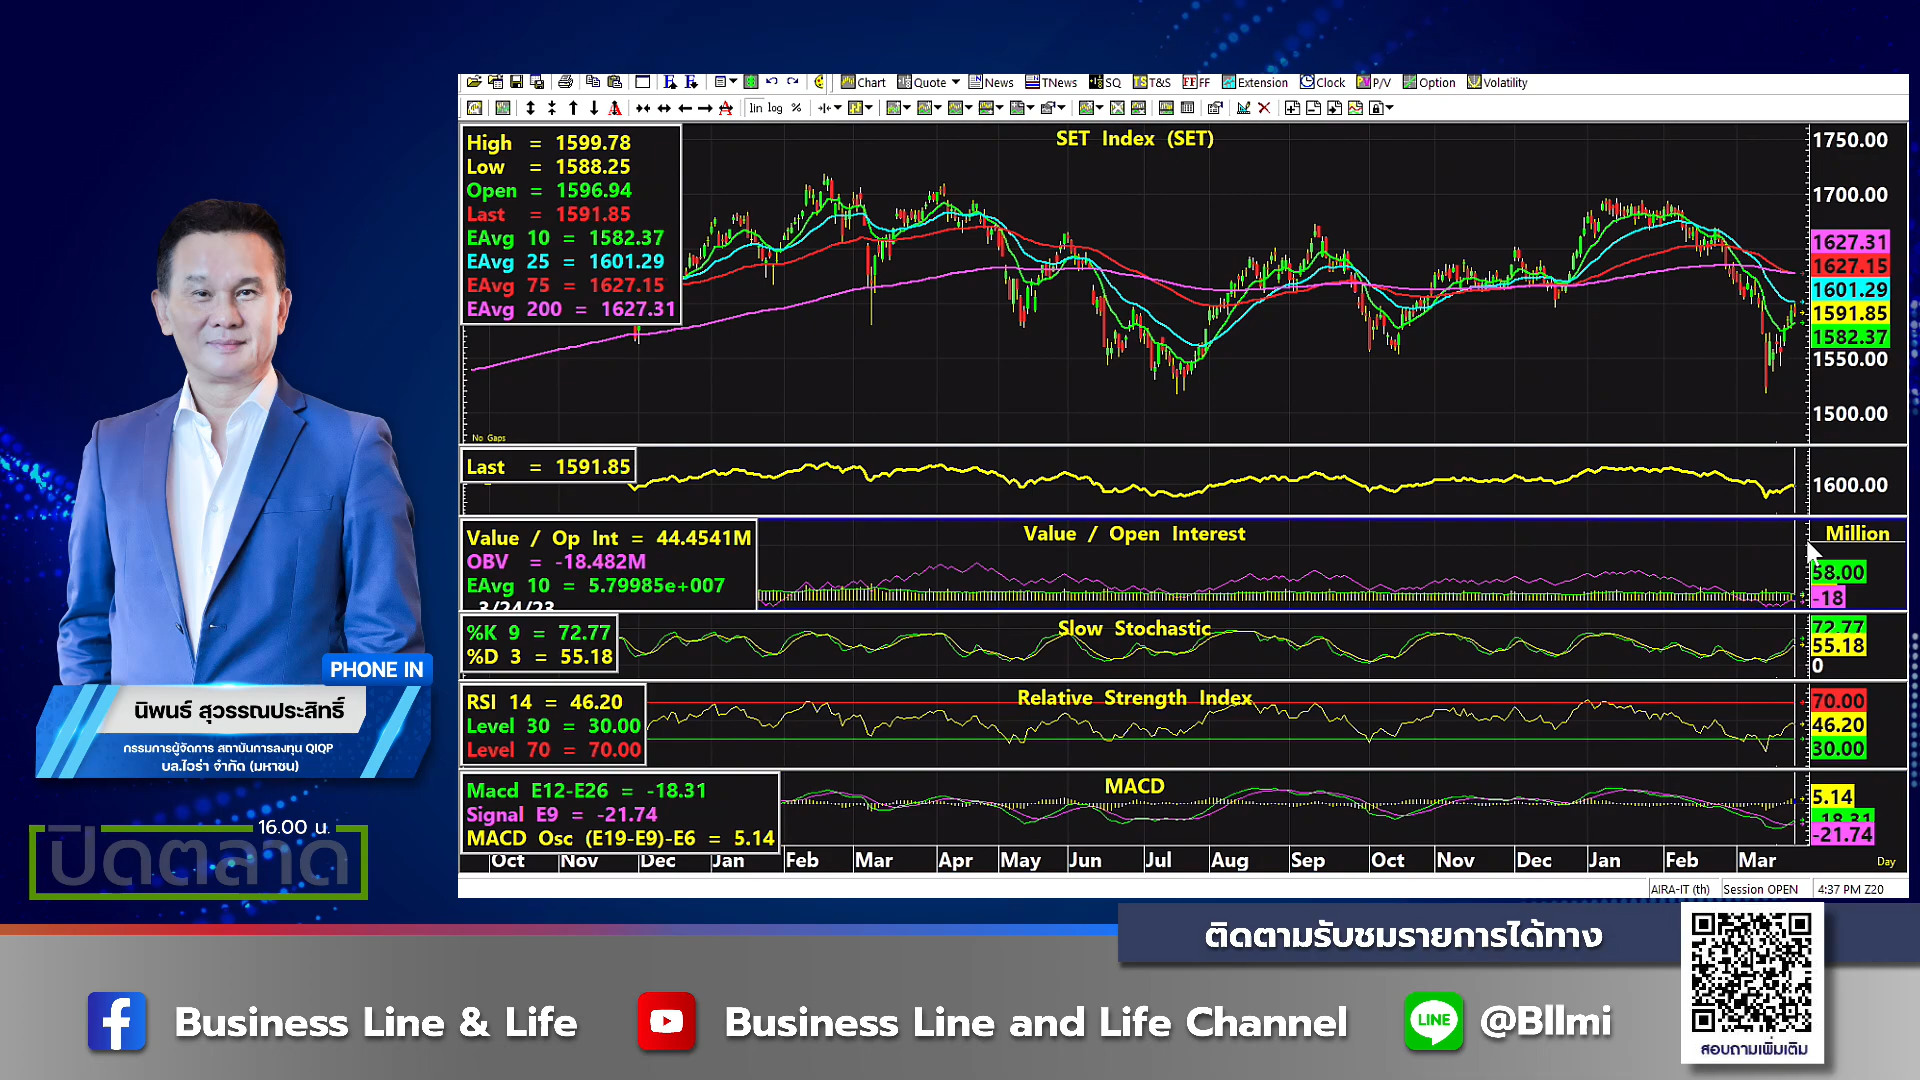 Chart Quote News TNews SQ T&S FF Extension Clock P/V Option Volatility
lin log %
SET Index (SET)
High = 1599.78
Low = 1588.25
Open = 1596.94
Last = 1591.85
EAvg 10 = 1582.37
EAvg 25 = 1601.29
EAvg 75 = 1627.15
EAvg 200 = 1627.31
1750.00
1700.00
1627.31
1627.15
1601.29
1591.85
1582.37
1550.00
1500.00
No Gaps
Last = 1591.85
1600.00
Value / Open Interest
Value / Op Int = 44.4541M
OBV = -18.482M
EAvg 10 = 5.79985e+007
3/24/23
Million
58.00
-18
Slow Stochastic
%K 9 = 72.77
%D 3 = 55.18
72.77
55.18
0
Relative Strength Index
RSI 14 = 46.20
Level 30 = 30.00
Level 70 = 70.00
70.00
46.20
30.00
MACD
Macd E12-E26 = -18.31
Signal E9 = -21.74
MACD Osc (E19-E9)-E6 = 5.14
5.14
-18.31
-21.74
Oct Nov Dec Jan Feb Mar Apr May Jun Jul Aug Sep Oct Nov Dec Jan Feb Mar Day
AIRA-IT (th) Session OPEN 4:37 PM Z20
PHONE IN
นิพนธ์ สุวรรณประสิทธิ์
กรรมการผู้จัดการ สถาบันการลงทุน QIQP
บล.ไอร่า จำกัด (มหาชน)
16.00 น.
ปิดตลาด
ติดตามรับชมรายการได้ทาง
Business Line & Life
Business Line and Life Channel
LINE
@Bllmi
สอบถามเพิ่มเติม